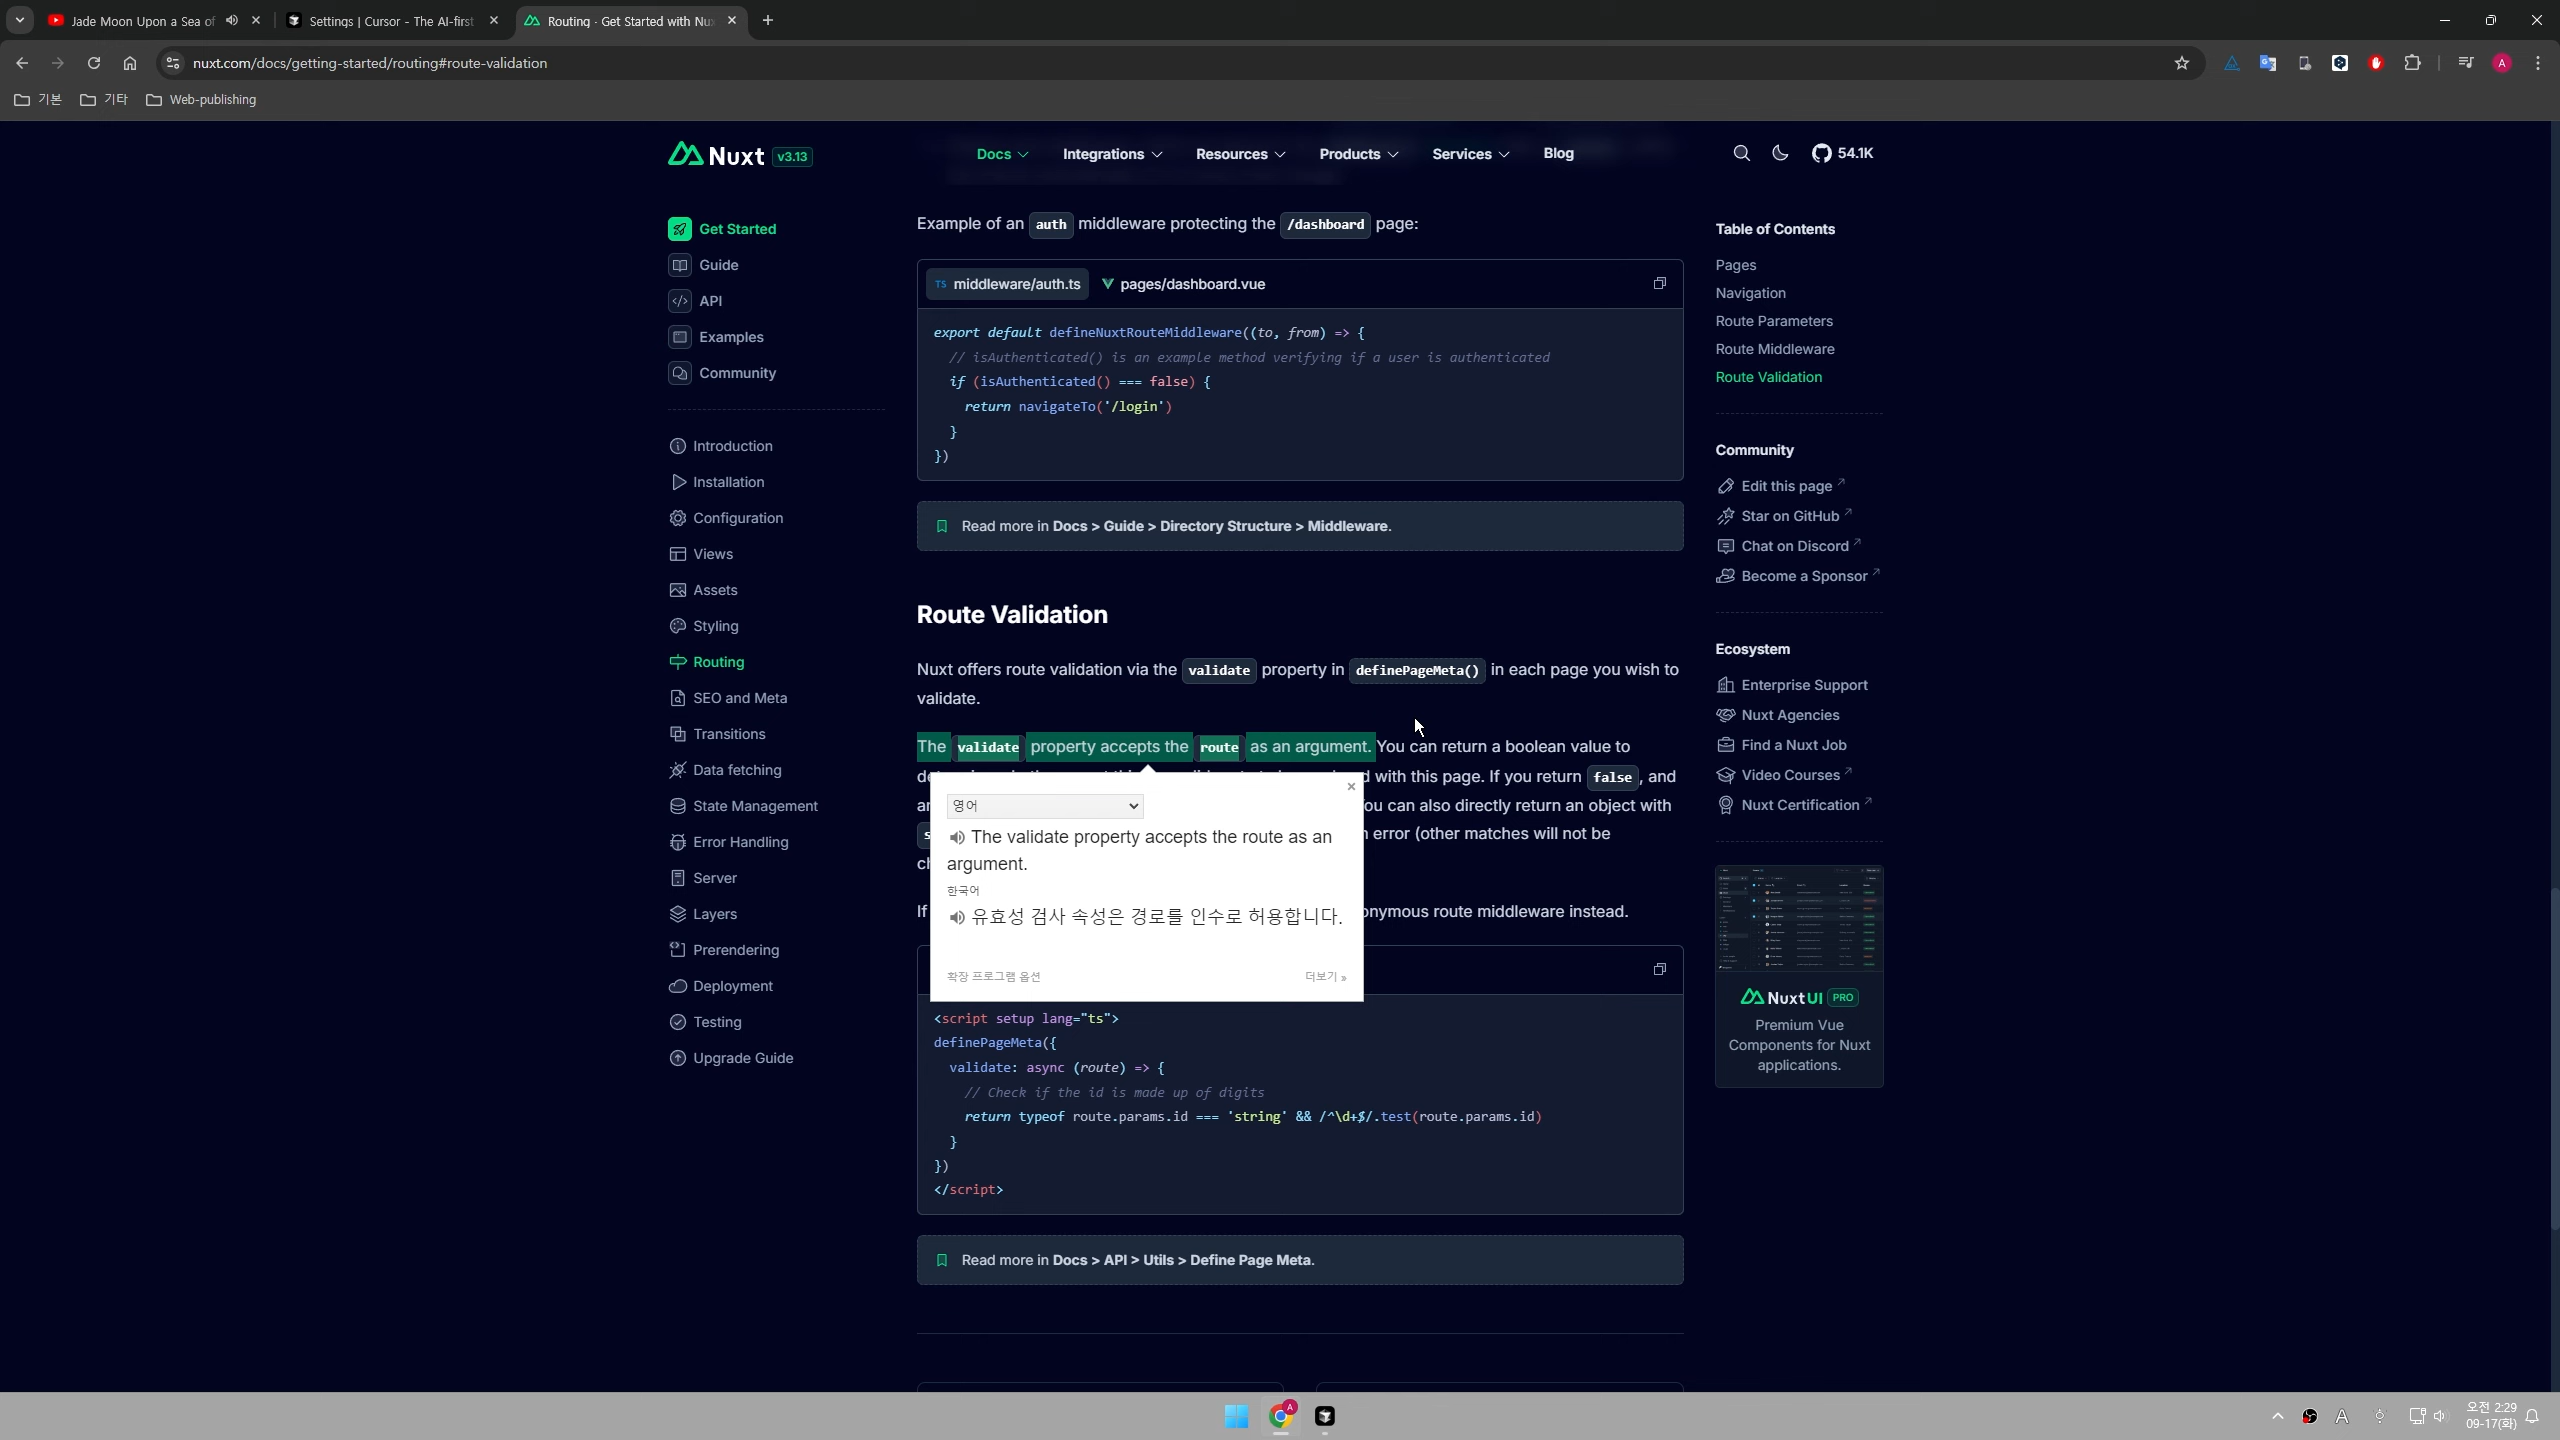 Jade Moon Upon a Sea of
Settings | Cursor - The AI-first
Routing · Get Started with Nux
nuxt.com/docs/getting-started/routing#route-validation
A
기본
기타
Web-publishing
Nuxt v3.13
Docs
Integrations
Resources
Products
Services
Blog
54.1K
Get Started
Guide
API
Examples
Community
Introduction
Installation
Configuration
Views
Assets
Styling
Routing
SEO and Meta
Transitions
Data fetching
State Management
Error Handling
Server
Layers
Prerendering
Deployment
Testing
Upgrade Guide
Example of an auth middleware protecting the /dashboard page:
TS middleware/auth.ts
pages/dashboard.vue
export default defineNuxtRouteMiddleware((to, from) => {
// isAuthenticated() is an example method verifying if a user is authenticated
if (isAuthenticated() === false) {
return navigateTo('/login')
}
})
Read more in Docs > Guide > Directory Structure > Middleware.
Route Validation
Nuxt offers route validation via the validate property in definePageMeta() in each page you wish to
validate.
The validate property accepts the route as an argument. You can return a boolean value to
with this page. If you return false, and
can also directly return an object with
error (other matches will not be
If
route middleware instead.
영어
The validate property accepts the route as an
argument.
한국어
유효성 검사 속성은 경로를 인수로 허용합니다.
확장 프로그램 옵션
더보기 »
<script setup lang="ts">
definePageMeta({
validate: async (route) => {
// Check if the id is made up of digits
return typeof route.params.id === 'string' && /^\d+$/.test(route.params.id)
}
})
</script>
Read more in Docs > API > Utils > Define Page Meta.
Table of Contents
Pages
Navigation
Route Parameters
Route Middleware
Route Validation
Community
Edit this page
Star on GitHub
Chat on Discord
Become a Sponsor
Ecosystem
Enterprise Support
Nuxt Agencies
Find a Nuxt Job
Video Courses
Nuxt Certification
NuxtUI PRO
Premium Vue
Components for Nuxt
applications.
A
A
오전 2:29
09-17(화)